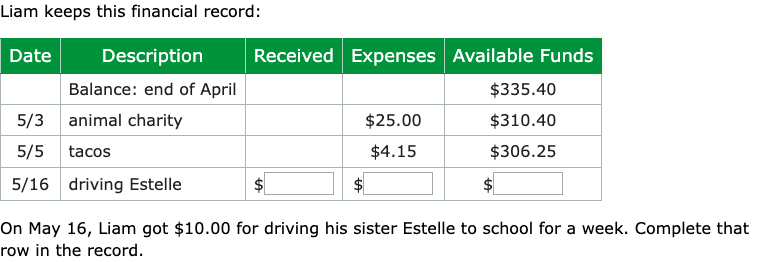 Liam keeps this financial record:
Date Description Received Expenses Available Funds
Balance: end of April $335.40
5/3 animal charity $25.00 $310.40
5/5 tacos $4.15 $306.25
5/16 driving Estelle $ $ $
On May 16, Liam got $10.00 for driving his sister Estelle to school for a week. Complete that
row in the record.